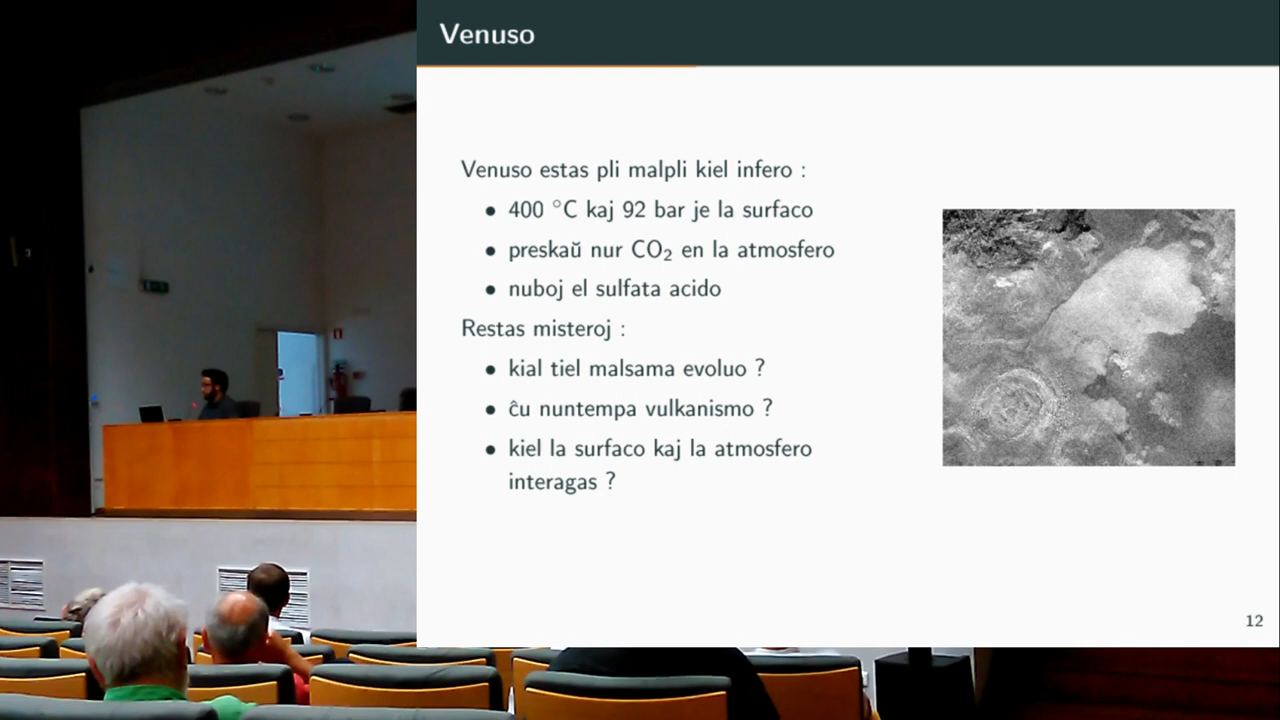 Venuso
Venuso estas pli malpli kiel infero :
• 400 °C kaj 92 bar je la surfaco
• preskaŭ nur CO₂ en la atmosfero
• nuboj el sulfata acido
Restas misteroj :
• kial tiel malsama evoluo ?
• ĉu nuntempa vulkanismo ?
• kiel la surfaco kaj la atmosfero
interagas ?
12